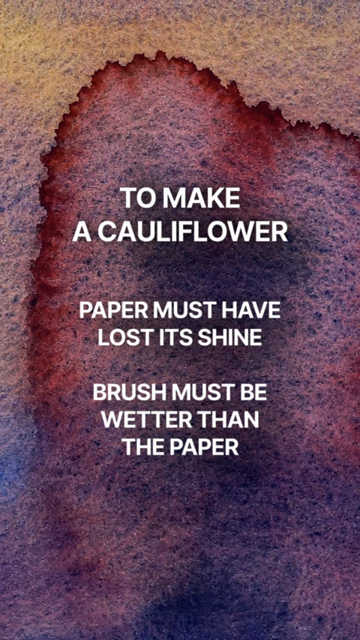 TO MAKE
A CAULIFLOWER
PAPER MUST HAVE
LOST ITS SHINE
BRUSH MUST BE
WETTER THAN
THE PAPER